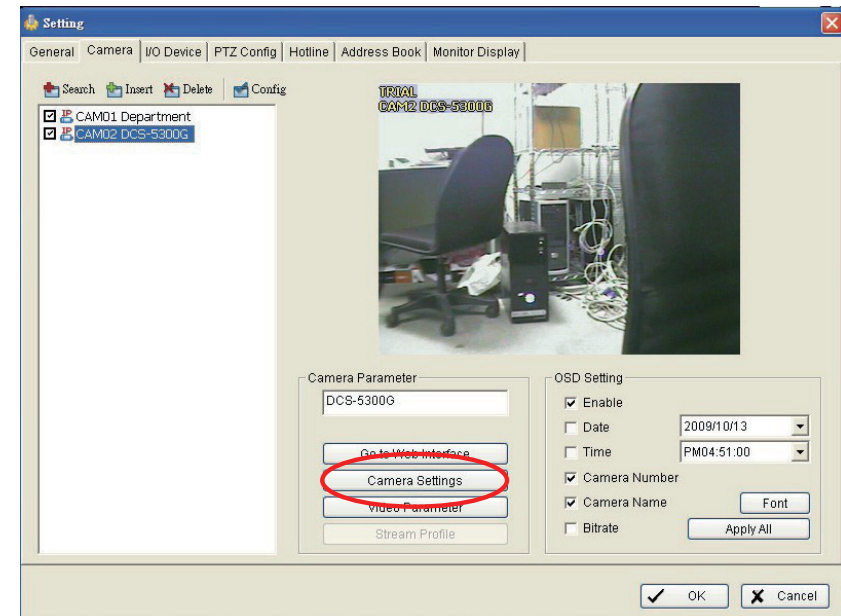 Setting
General Camera I/O Device PTZ Config Hotline Address Book Monitor Display
Search Insert Delete Config
IP CAM01 Department
IP CAM02 DCS-5300G
TRIAL
CAM2 DCS-5300G
Camera Parameter
DCS-5300G
Go to Web Interface
Camera Settings
Video Parameter
Stream Profile
OSD Setting
Enable
Date 2009/10/13
Time PM04:51:00
Camera Number
Camera Name Font
Bitrate Apply All
OK Cancel